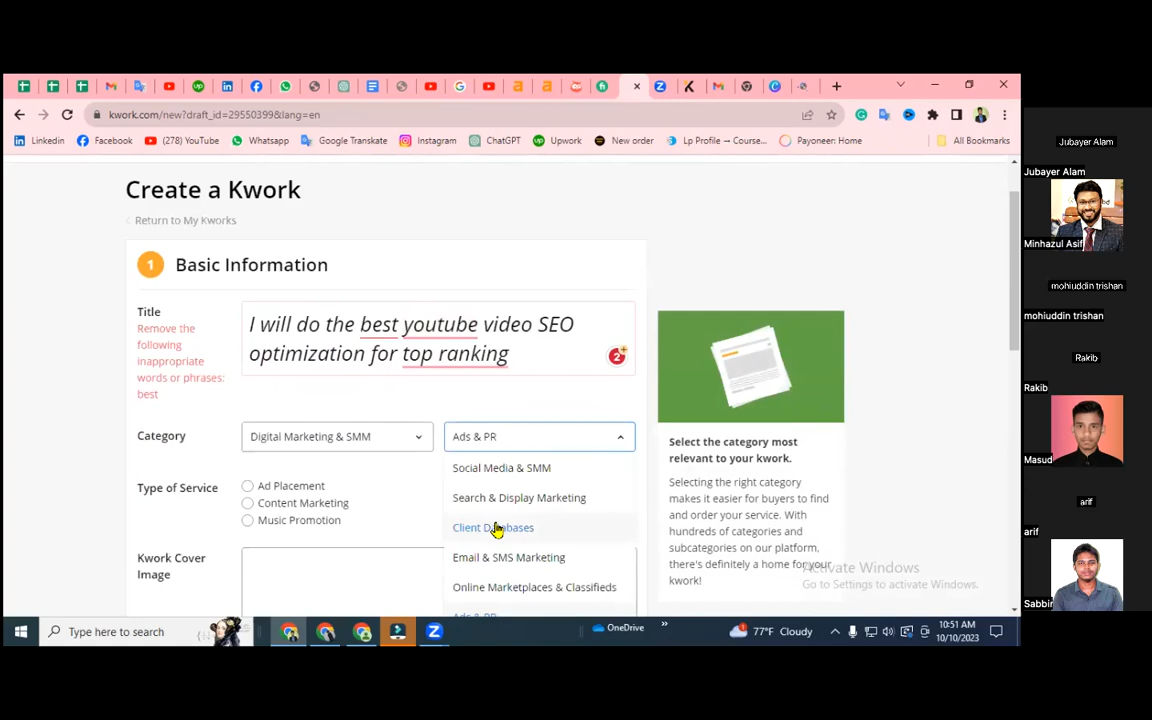 kwork.com/new?draft_id=29550399&lang=en
Linkedin
Facebook
(278) YouTube
Whatsapp
Google Transkate
Instagram
ChatGPT
Upwork
New order
Lp Profile -- Course...
Payoneer: Home
All Bookmarks
Create a Kwork
Return to My Kworks
1
Basic Information
Title
Remove the
following
inappropriate
words or phrases:
best
I will do the best youtube video SEO
optimization for top ranking
2
Category
Digital Marketing & SMM
Ads & PR
Social Media & SMM
Search & Display Marketing
Client Databases
Email & SMS Marketing
Online Marketplaces & Classifieds
Ads & PR
Type of Service
Ad Placement
Content Marketing
Music Promotion
Kwork Cover
Image
Select the category most
relevant to your kwork.
Selecting the right category
makes it easier for buyers to find
and order your service. With
hundreds of categories and
subcategories on our platform,
there's definitely a home for your
kwork!
Activate Windows
Go to Settings to activate Windows.
Type here to search
OneDrive
77°F Cloudy
10:51 AM
10/10/2023
Jubayer Alam
Jubayer Alam
Minhazul Asif
mohiuddin trishan
mohiuddin trishan
Rakib
Rakib
Masud
arif
arif
Sabbir